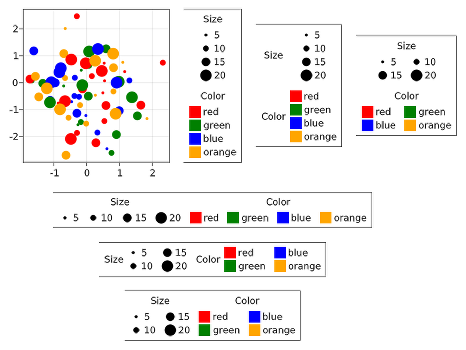 2
1
0
-1
-2
-1 0 1 2
Size
5
10
15
20
Color
red
green
blue
orange
Size
5
10
15
20
Color
red
green
blue
orange
Size
5 10
15 20
Color
red green
blue orange
Size Color
5 10 15 20 red green blue orange
Size 5 15 Color red blue
10 20 green orange
Size Color
5 15 red blue
10 20 green orange